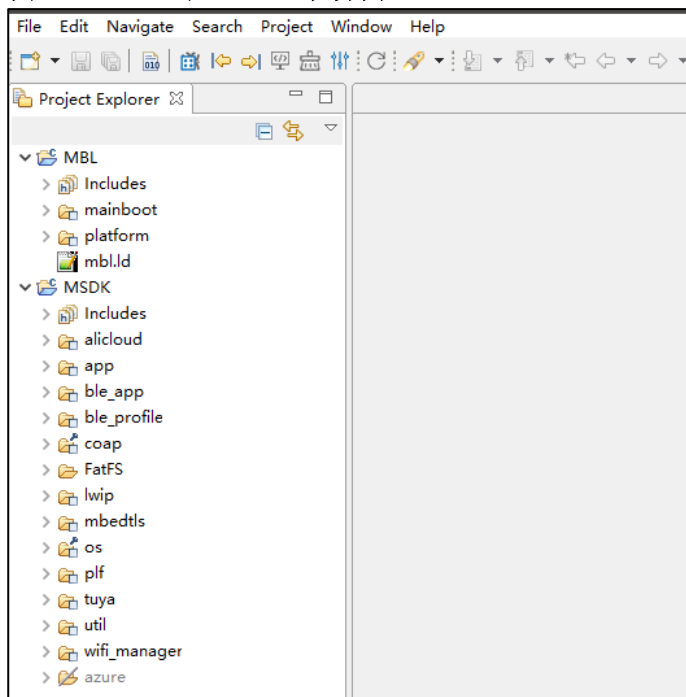 File Edit Navigate Search Project Window Help
Project Explorer
MBL
Includes
mainboot
platform
mbl.ld
MSDK
Includes
alicloud
app
ble_app
ble_profile
coap
FatFS
lwip
mbedtls
os
plf
tuya
util
wifi_manager
azure